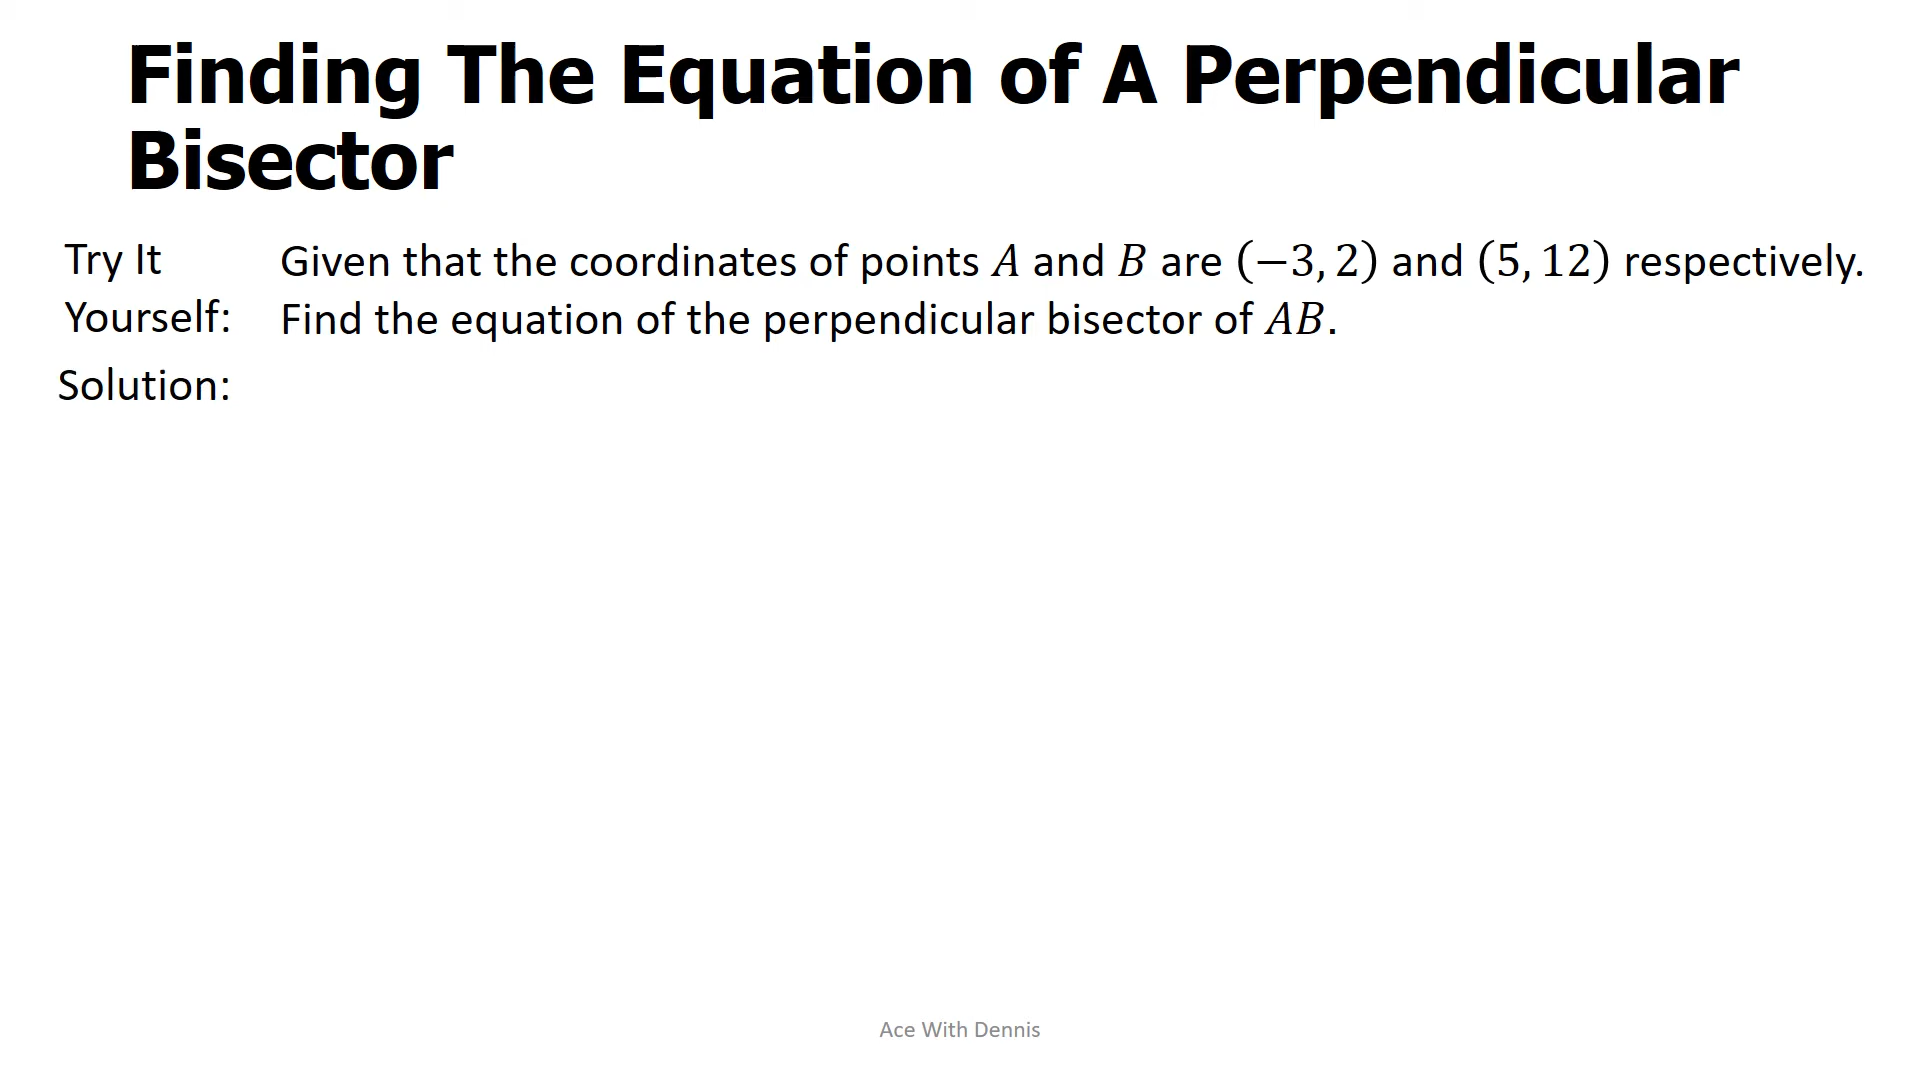 Finding The Equation of A Perpendicular
Bisector
Try It
Yourself:
Given that the coordinates of points A and B are (−3, 2) and (5, 12) respectively.
Find the equation of the perpendicular bisector of AB.
Solution:
Ace With Dennis